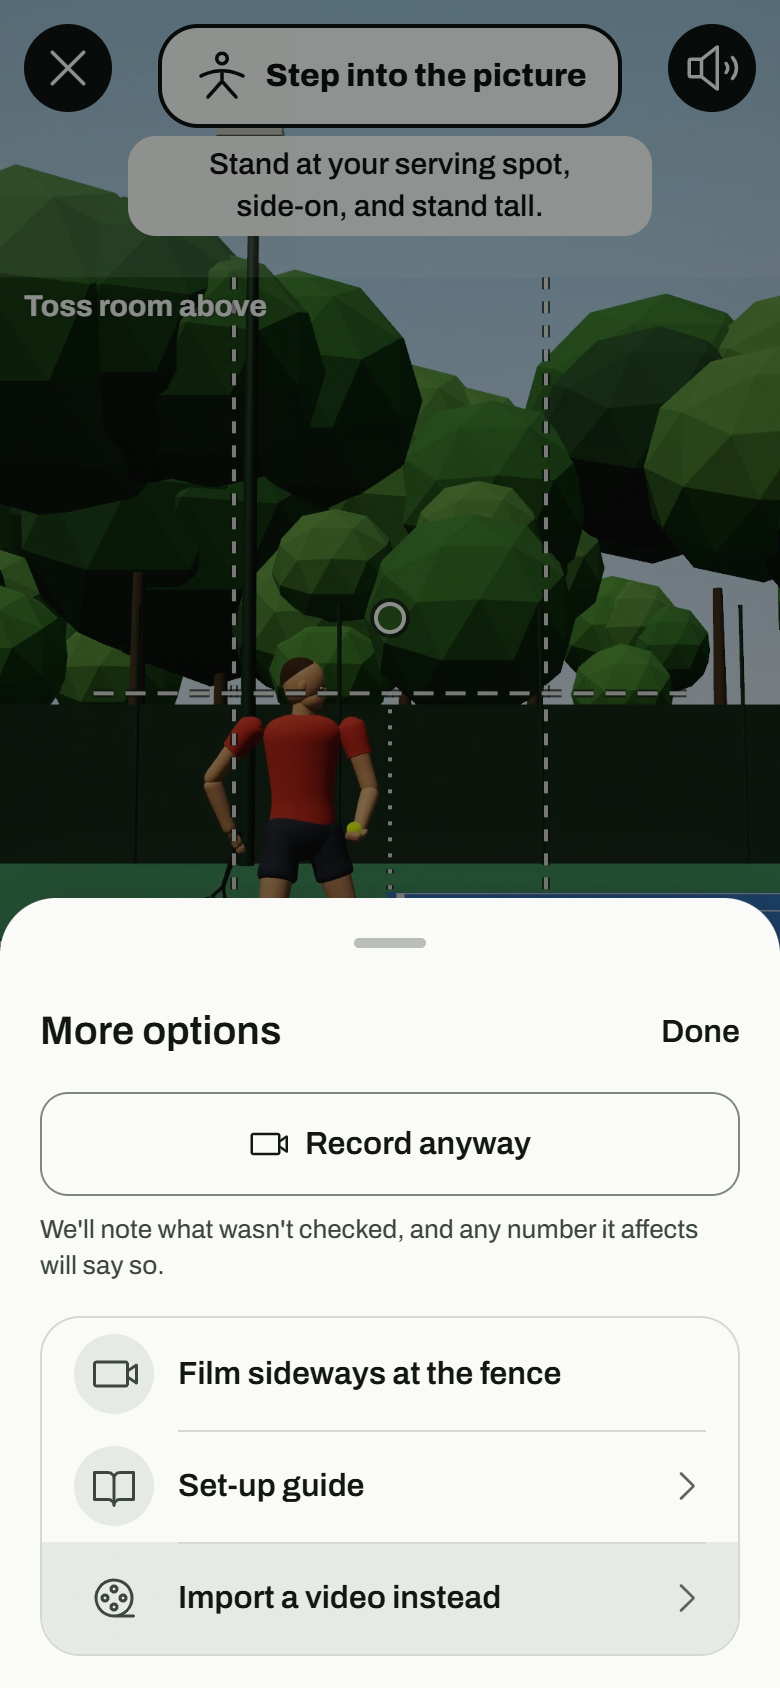 Step into the picture
Stand at your serving spot,
side-on, and stand tall.
Toss room above
More options
Done
Record anyway
We'll note what wasn't checked, and any number it affects
will say so.
Film sideways at the fence
Set-up guide
Import a video instead